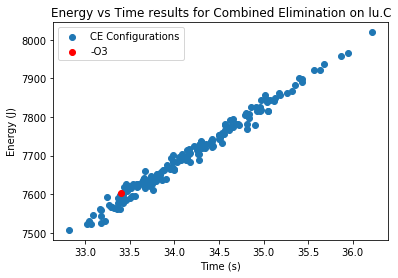 Energy vs Time results for Combined Elimination on lu.C
CE Configurations
-O3
8000
7900
7800
7700
7600
7500
Energy (J)
33.0 33.5 34.0 34.5 35.0 35.5 36.0
Time (s)